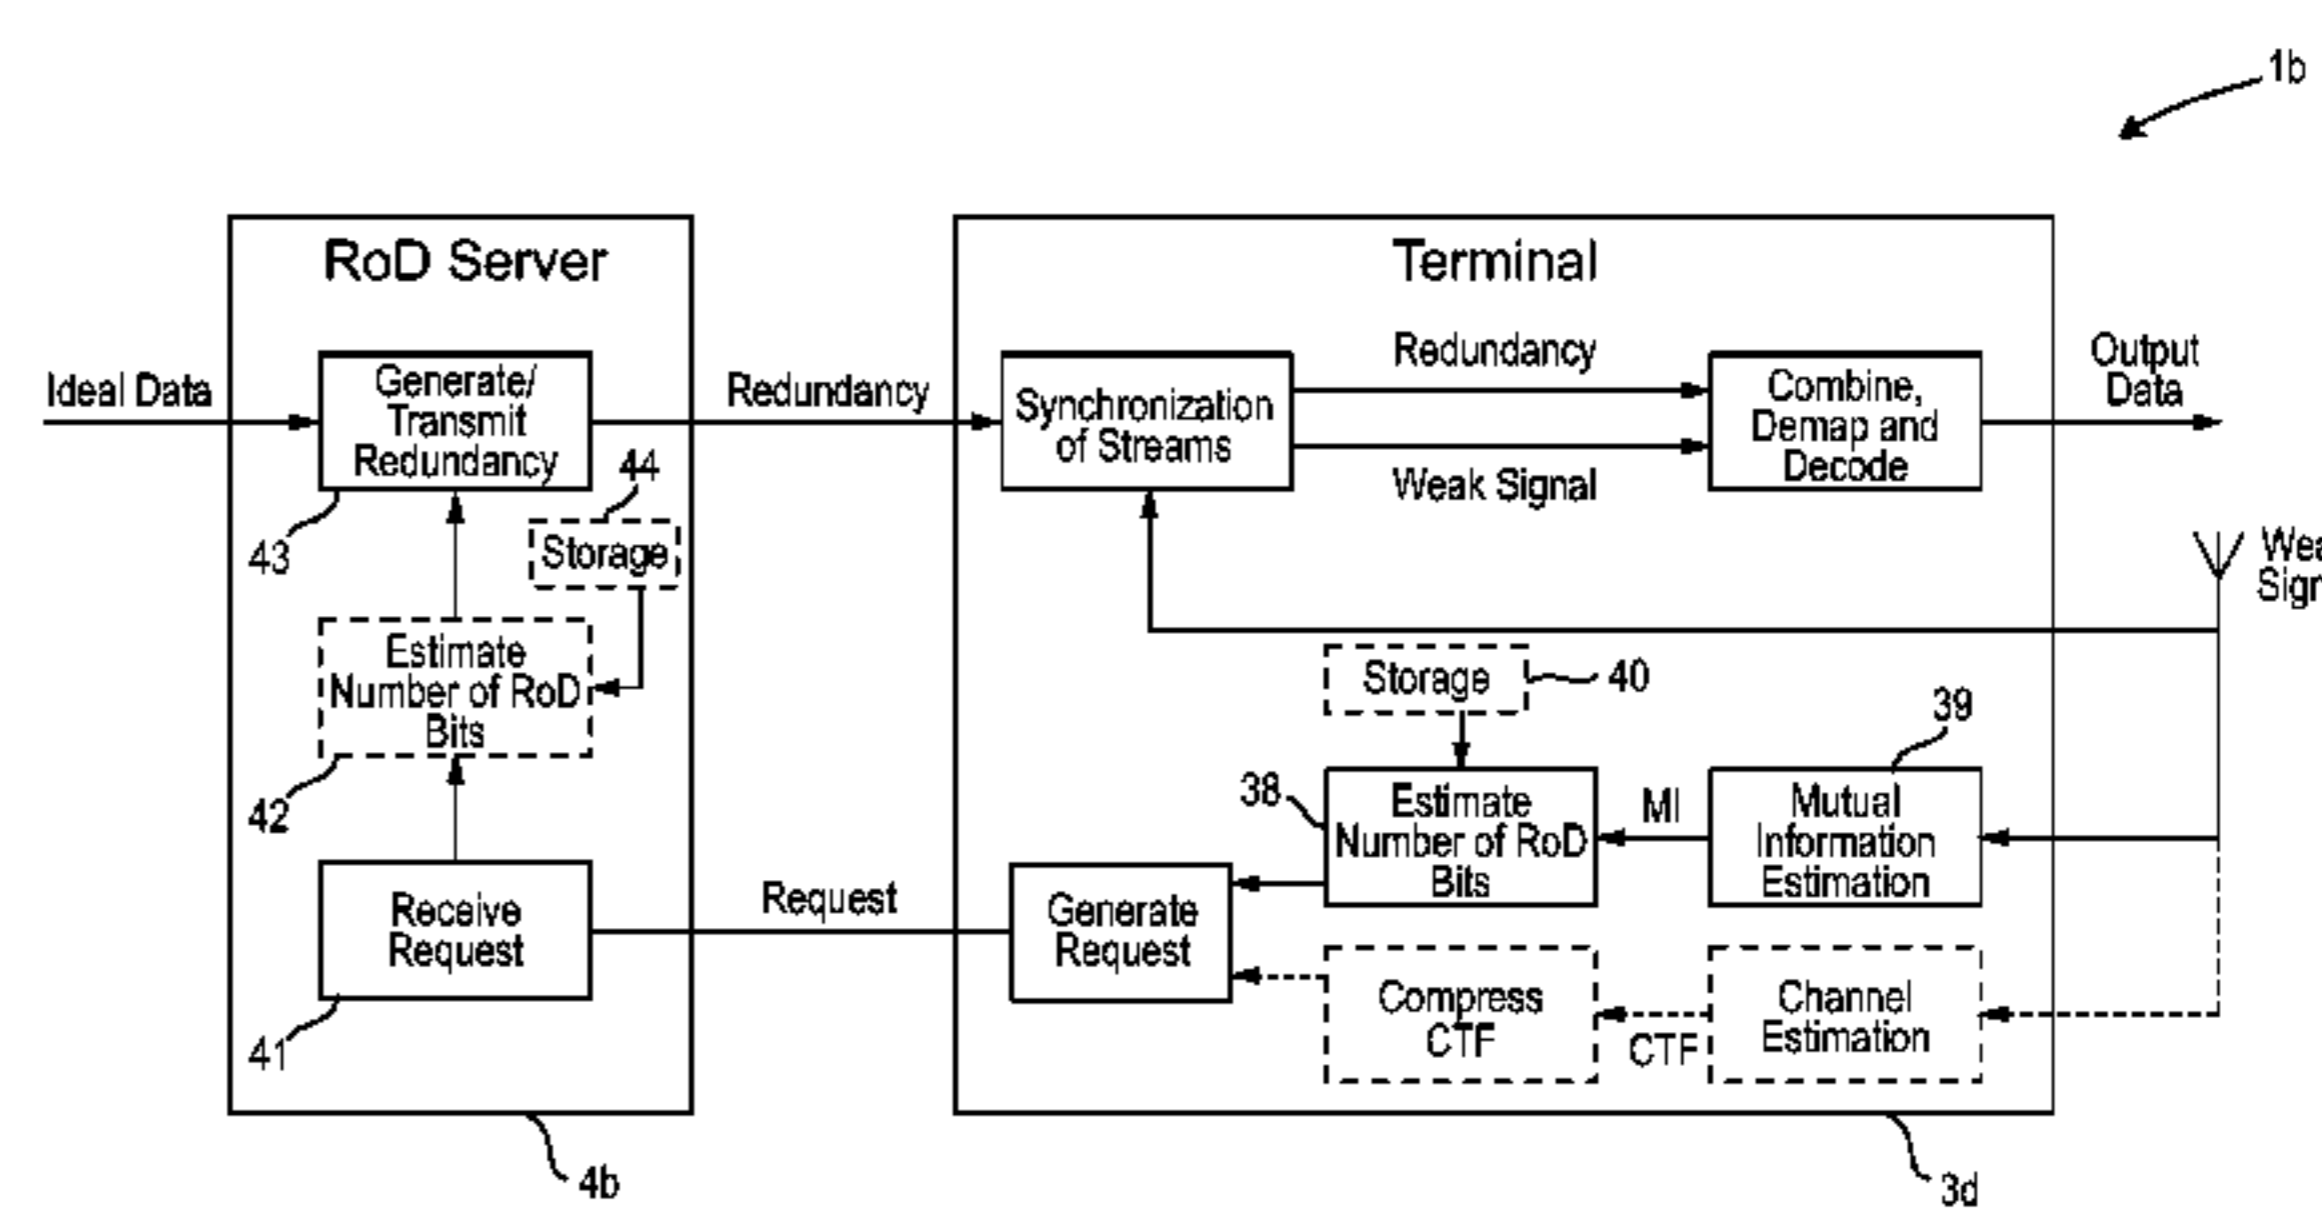 1b
RoD Server
Terminal
Ideal Data
Generate/
Transmit
Redundancy
Redundancy
Synchronization
of Streams
Redundancy
Weak Signal
Combine,
Demap and
Decode
Output
Data
43
44
Storage
Estimate
Number of RoD
Bits
42
Storage
40
39
38
Estimate
Number of RoD
Bits
MI
Mutual
Information
Estimation
Receive
Request
41
Request
Generate
Request
Compress
CTF
CTF
Channel
Estimation
4b
3d